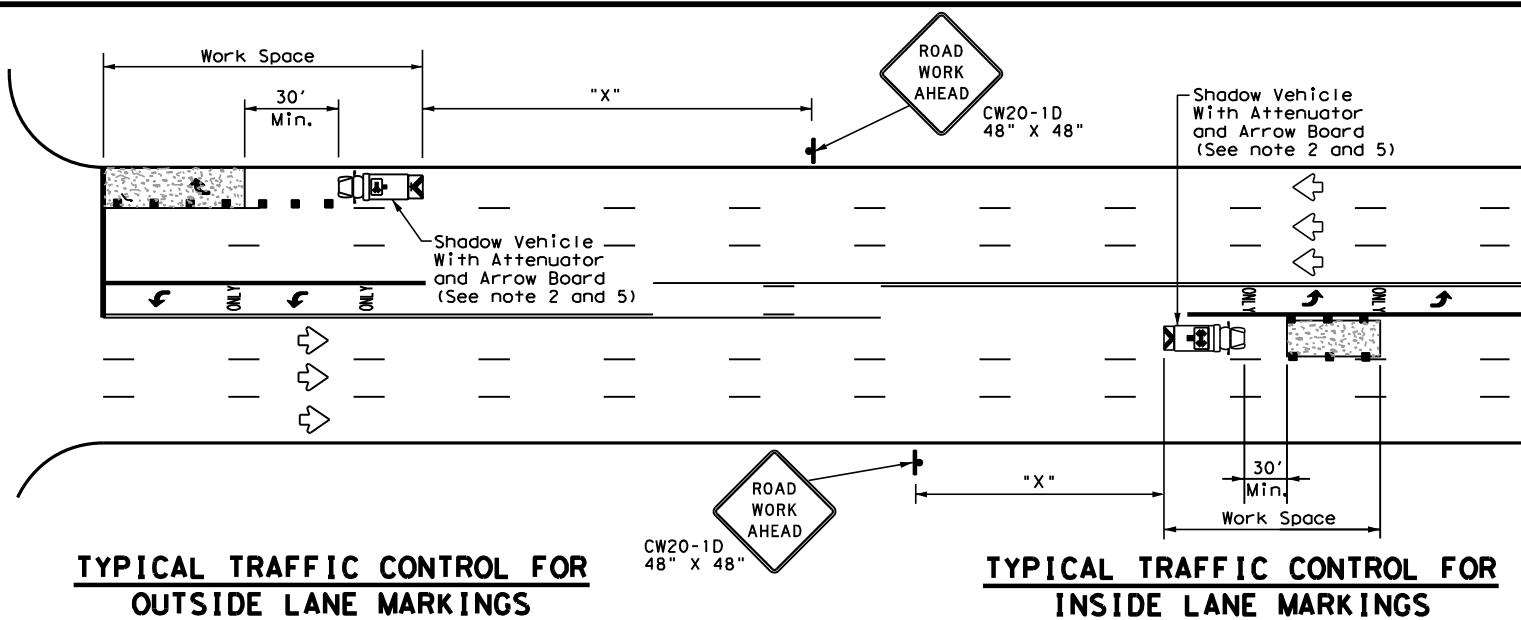 Work Space
30'
Min.
"X"
ROAD
WORK
AHEAD
CW20-1D
48" X 48"
Shadow Vehicle
With Attenuator
and Arrow Board
(See note 2 and 5)
Shadow Vehicle
With Attenuator
and Arrow Board
(See note 2 and 5)
ONLY
ONLY
ONLY
ONLY
ROAD
WORK
AHEAD
CW20-1D
48" X 48"
"X"
30'
Min.
Work Space
TYPICAL TRAFFIC CONTROL FOR
OUTSIDE LANE MARKINGS
TYPICAL TRAFFIC CONTROL FOR
INSIDE LANE MARKINGS